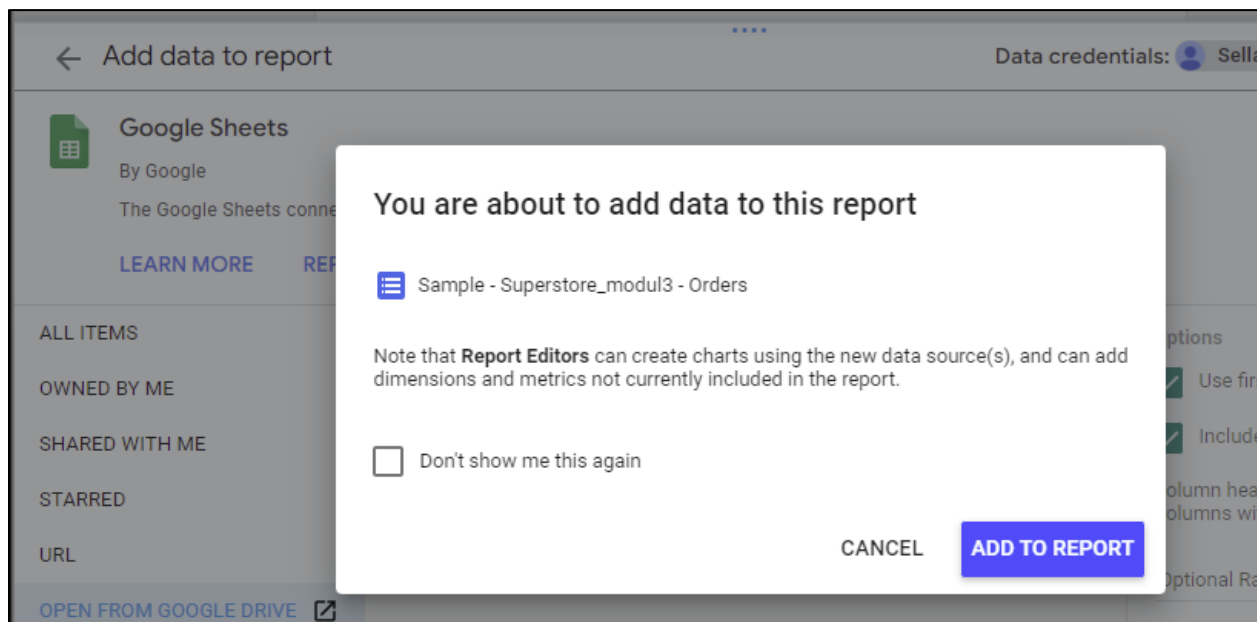 Add data to report
Data credentials:
Google Sheets
By Google
The Google Sheets
LEARN MORE
You are about to add data to this report
Sample - Superstore_modul3 - Orders
Note that Report Editors can create charts using the new data source(s), and can add
dimensions and metrics not currently included in the report.
Don't show me this again
CANCEL
ADD TO REPORT
ALL ITEMS
OWNED BY ME
SHARED WITH ME
STARRED
URL
OPEN FROM GOOGLE DRIVE
Use
Include
Optional